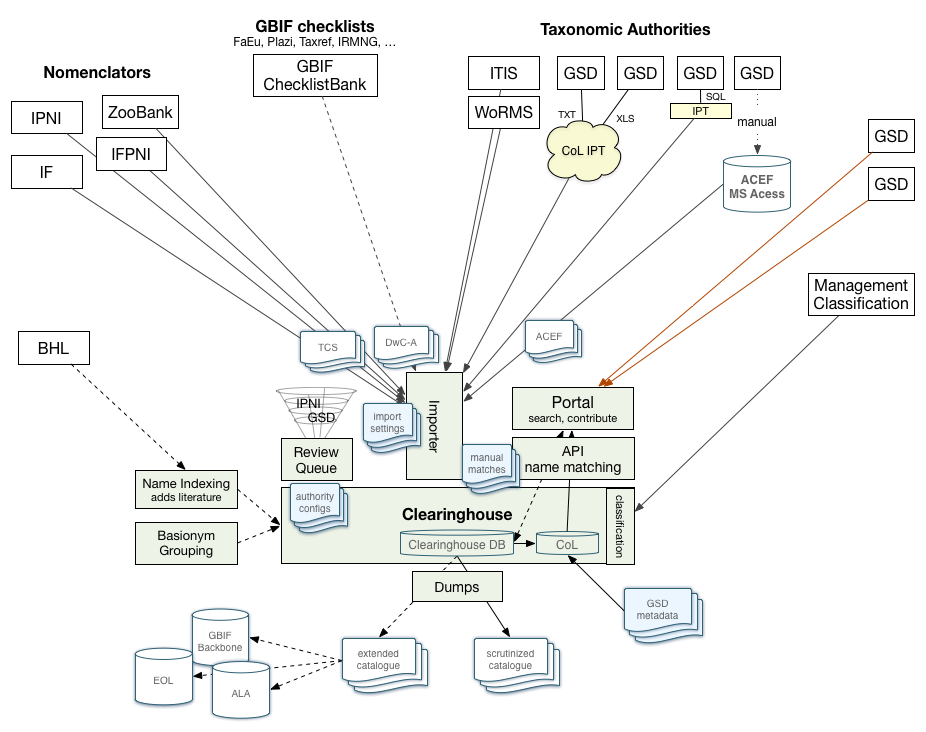 GBIF checklists
FaEu, Plazi, Taxref, IRMNG, ...
Taxonomic Authorities
Nomenclators
GBIF
ChecklistBank
ITIS
GSD
GSD
GSD
GSD
WoRMS
TXT
XLS
SQL
IPT
manual
IPNI
ZooBank
IFPNI
IF
CoL IPT
ACEF
MS Acess
GSD
GSD
Management
Classification
BHL
TCS
DwC-A
ACEF
IPNI
GSD
import
settings
Importer
Portal
search, contribute
Review
Queue
manual
matches
API
name matching
Name Indexing
adds literature
authority
configs
Clearinghouse
classification
Basionym
Grouping
Clearinghouse DB
CoL
Dumps
GSD
metadata
GBIF
Backbone
EOL
ALA
extended
catalogue
scrutinized
catalogue